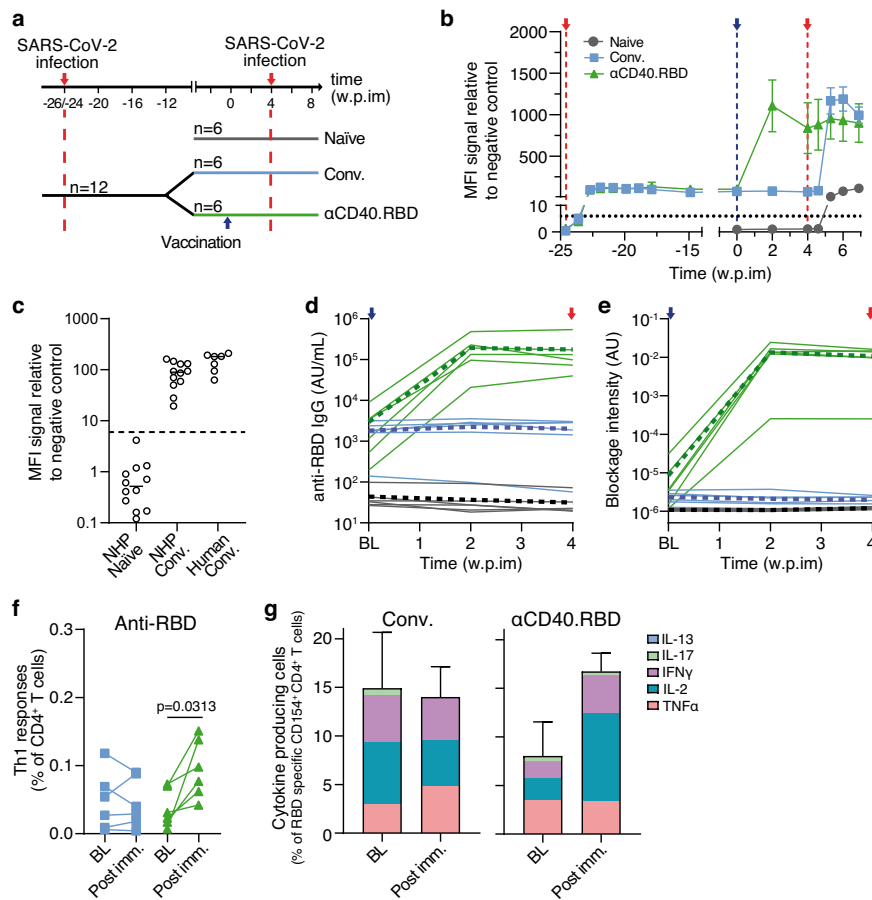 a
SARS-CoV-2
infection
SARS-CoV-2
infection
time
(w.p.im)
-26/-24 -20 -16 -12 0 4 8
n=6
Naïve
n=6
Conv.
n=12
n=6
αCD40.RBD
Vaccination
b
MFI signal relative
to negative control
2000
1500
1000
500
10
0
-25 -20 -15 0 2 4 6
Time (w.p.im)
Naive
Conv.
αCD40.RBD
c
MFI signal relative
to negative control
1000
100
10
1
0.1
NHP
Naïve
NHP
Conv.
Human
Conv.
d
anti-RBD IgG (AU/mL)
10⁶
10⁵
10⁴
10³
10²
10¹
BL 1 2 3 4
Time (w.p.im)
e
Blockage intensity (AU)
10⁻¹
10⁻²
10⁻⁵
10⁻⁶
BL 1 2 3 4
Time (w.p.im)
f
Anti-RBD
Th1 responses
(% of CD4⁺ T cells)
0.3
0.2
0.1
0.0
p=0.0313
BL
Post imm.
BL
Post imm.
g
Cytokine producing cells
(% of RBD specific CD154⁺ CD4⁺ T cells)
Conv.
αCD40.RBD
20
15
10
5
0
BL
Post imm.
BL
Post imm.
IL-13
IL-17
IFNγ
IL-2
TNFα